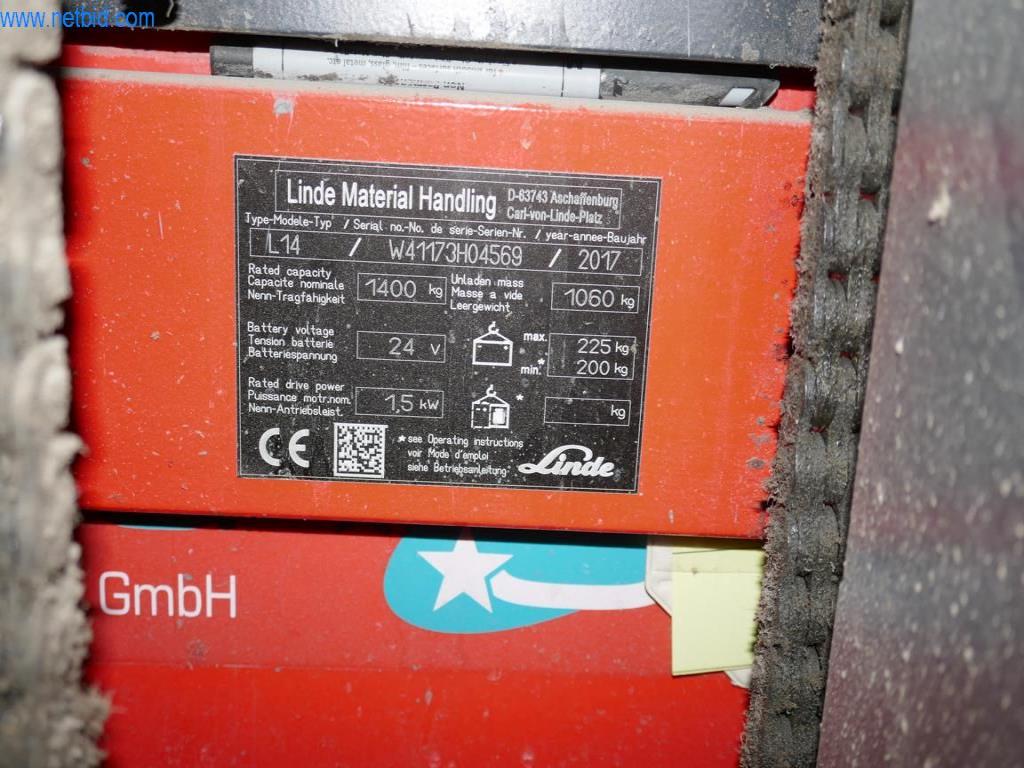 www.netbid.com
Linde Material Handling
D-63743 Aschaffenburg
Carl-von-Linde-Platz
Type-Modele-Typ / Serial no.-No. de serie-Serien-Nr. / year-annee-Baujahr
L14 / W41173H04569 / 2017
Rated capacity
Capacite nominale
Nenn-Tragfähigkeit
1400 kg
Unladen mass
Masse a vide
Leergewicht
1060 kg
Battery voltage
Tension batterie
Batteriespannung
24 V
max. 225 kg
min.* 200 kg
Rated drive power
Puissance motr.nom.
Nenn-Antriebsleist.
1,5 kW
*
kg
CE
*see Operating instructions
voir Mode d'emploi
siehe Betriebsanleitung
Linde
GmbH